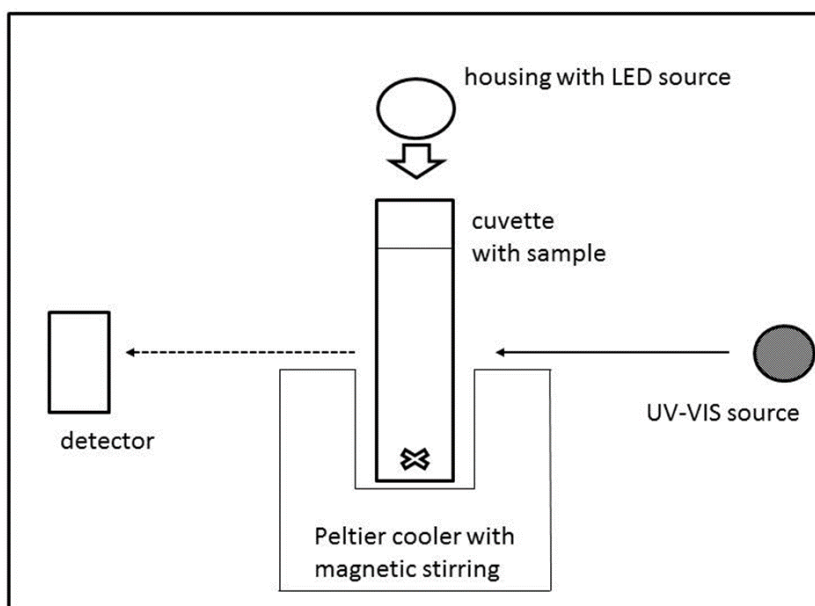 housing with LED source
cuvette
with sample
UV-VIS source
detector
Peltier cooler with
magnetic stirring